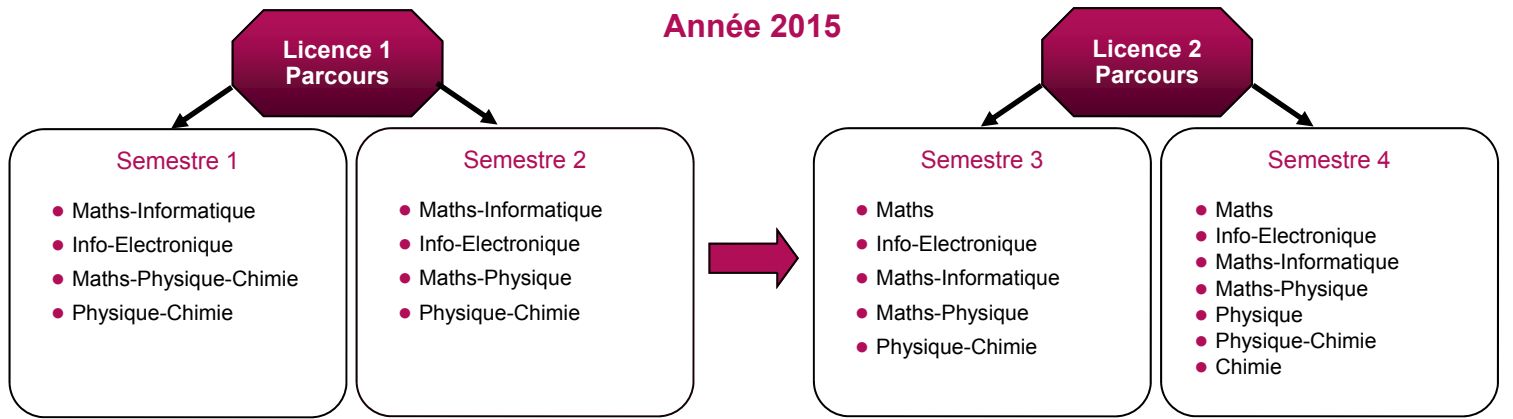 Année 2015
Licence 1
Parcours
Semestre 1
Maths-Informatique
Info-Electronique
Maths-Physique-Chimie
Physique-Chimie
Semestre 2
Maths-Informatique
Info-Electronique
Maths-Physique
Physique-Chimie
Licence 2
Parcours
Semestre 3
Maths
Info-Electronique
Maths-Informatique
Maths-Physique
Physique-Chimie
Semestre 4
Maths
Info-Electronique
Maths-Informatique
Maths-Physique
Physique
Physique-Chimie
Chimie